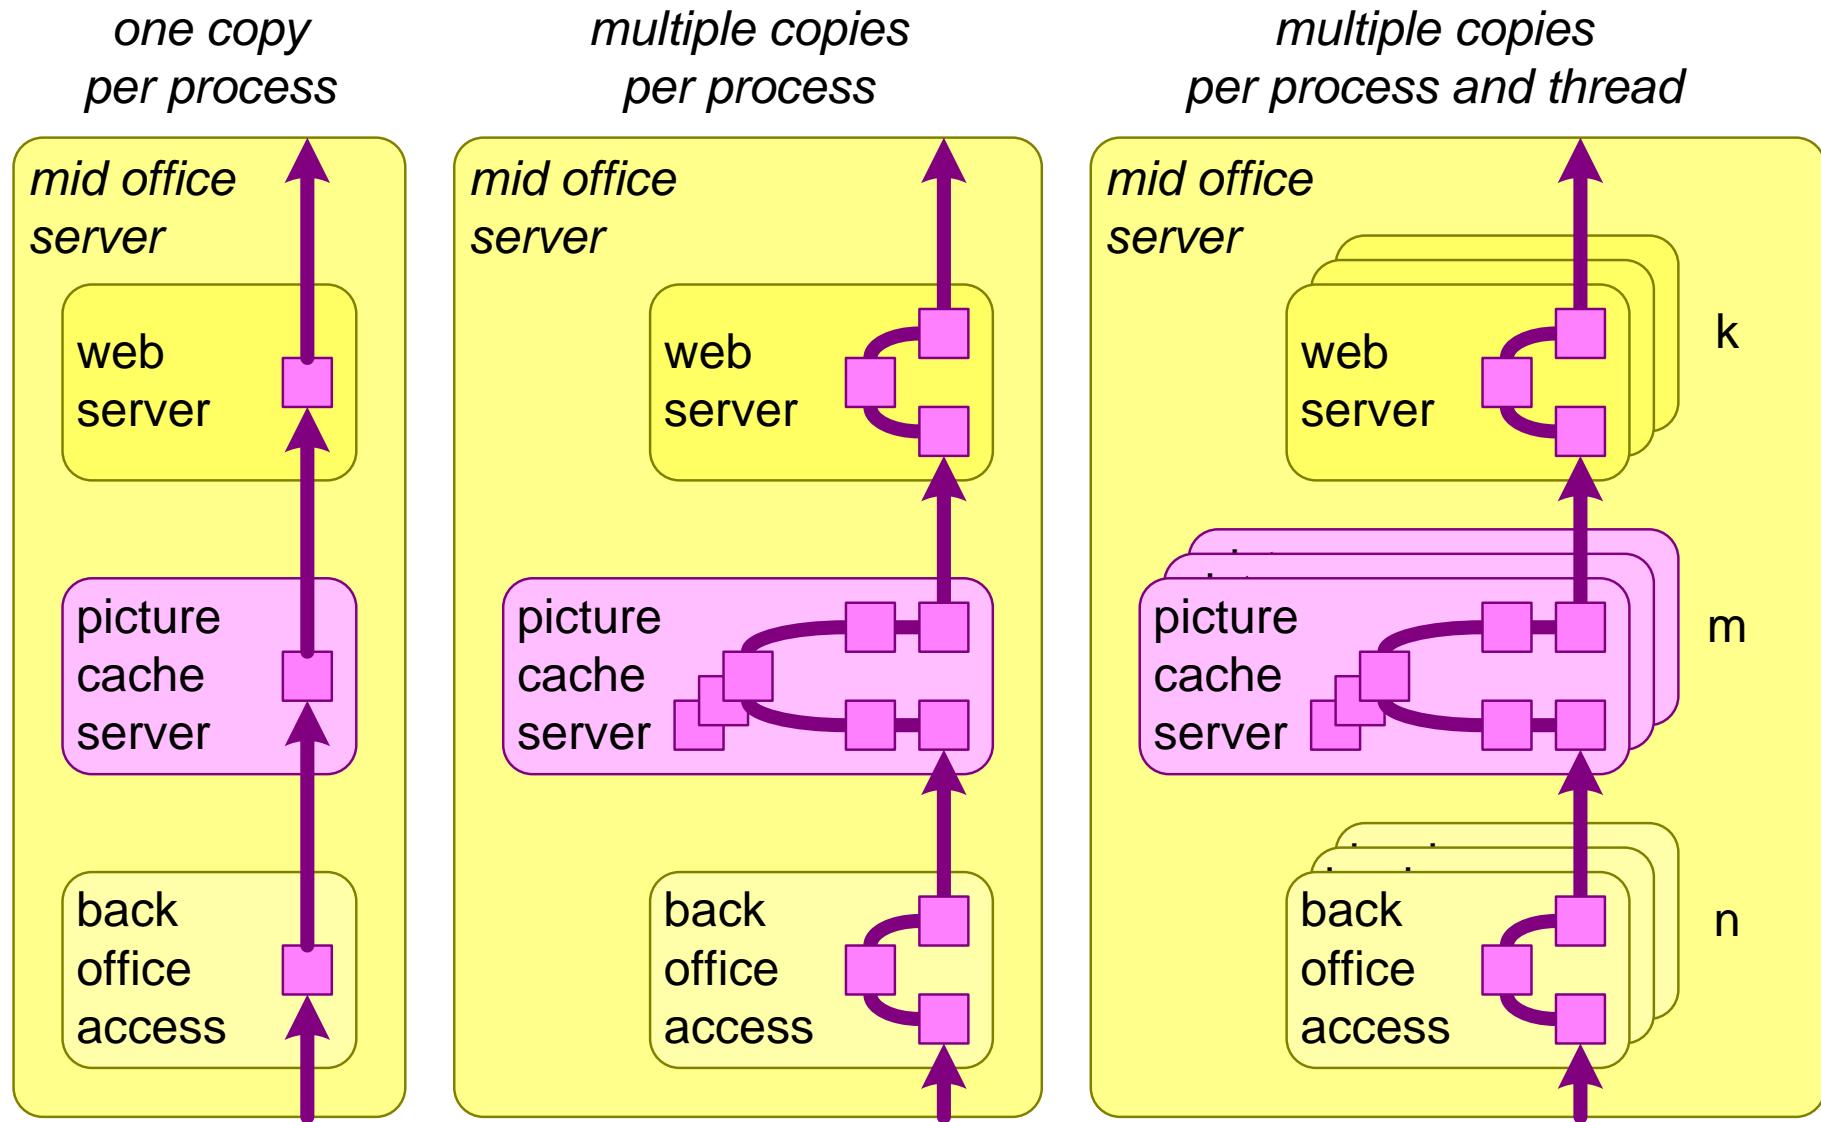 one copy
per process
mid office
server
web
server
picture
cache
server
back
office
access
multiple copies
per process
mid office
server
web
server
picture
cache
server
back
office
access
multiple copies
per process and thread
mid office
server
web
server
k
picture
cache
server
m
back
office
access
n